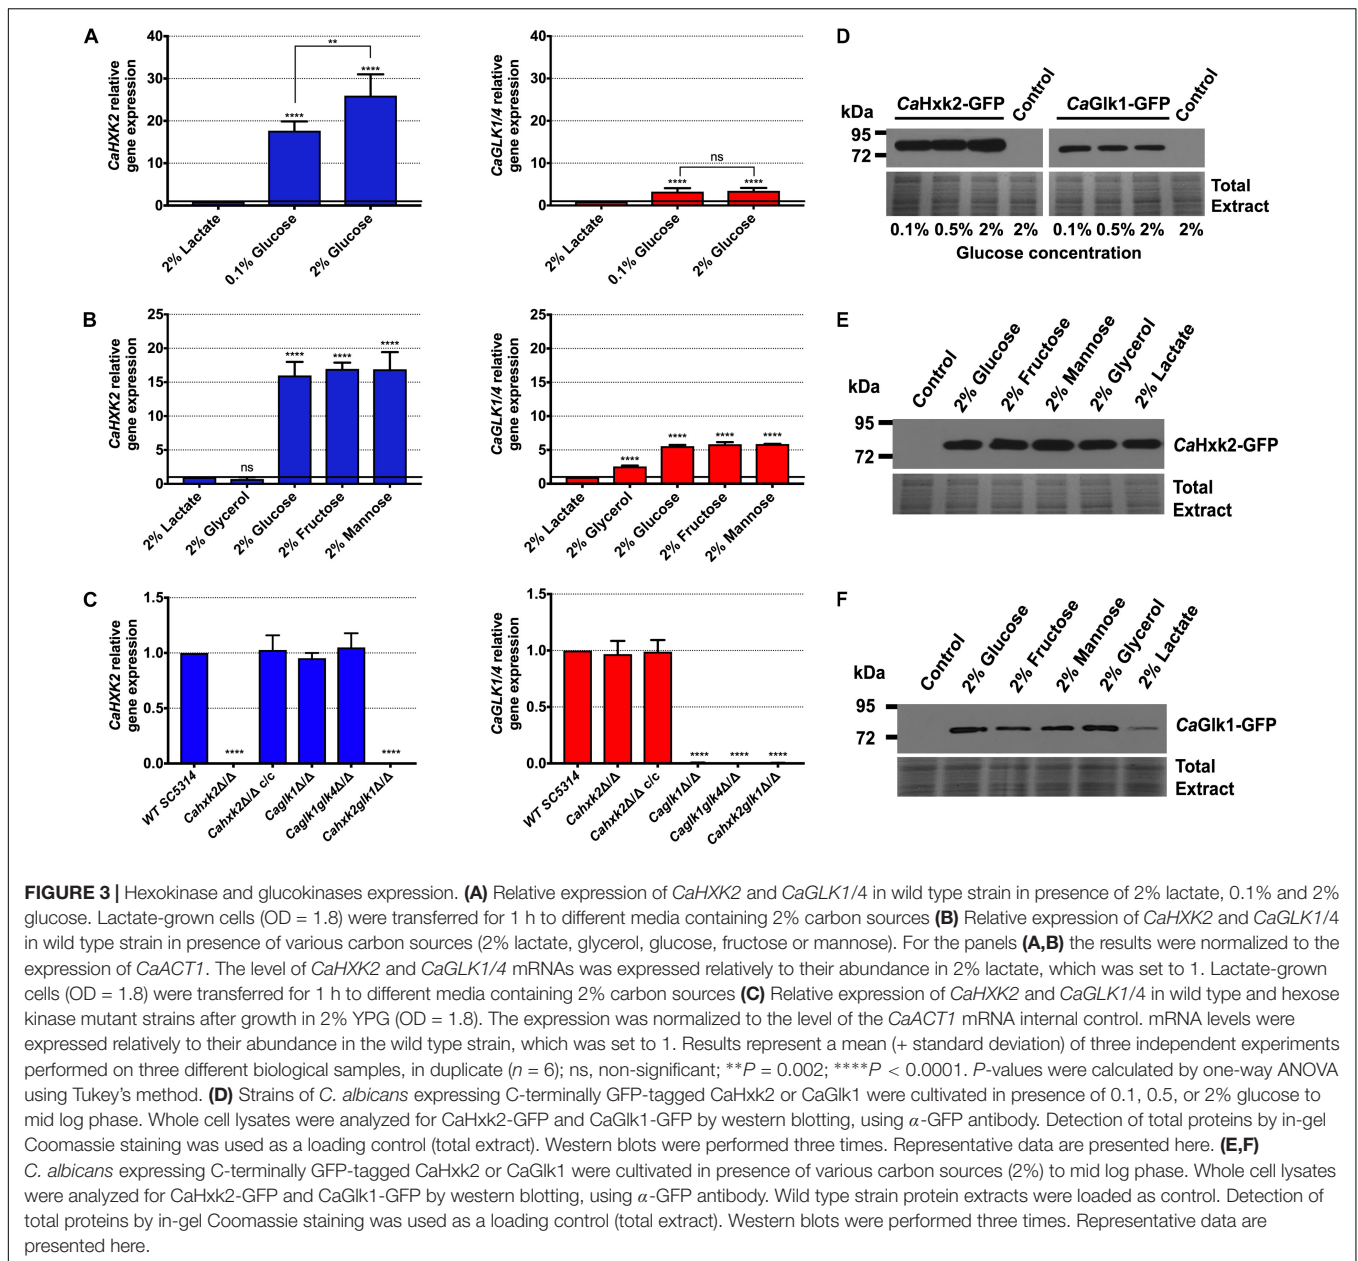 A
CaHXK2 relative
gene expression
40
30
20
10
0
**
****
****
2% Lactate
0.1% Glucose
2% Glucose
CaGLK1/4 relative
gene expression
40
30
20
10
0
ns
****
****
2% Lactate
0.1% Glucose
2% Glucose
D
kDa
CaHxk2-GFP
Control
CaGlk1-GFP
Control
95
72
Total
Extract
0.1% 0.5% 2% 2%
0.1% 0.5% 2% 2%
Glucose concentration
B
CaHXK2 relative
gene expression
25
20
15
10
5
0
ns
****
****
****
2% Lactate
2% Glycerol
2% Glucose
2% Fructose
2% Mannose
CaGLK1/4 relative
gene expression
25
20
15
10
5
0
****
****
****
****
2% Lactate
2% Glycerol
2% Glucose
2% Fructose
2% Mannose
E
kDa
Control
2% Glucose
2% Fructose
2% Mannose
2% Glycerol
2% Lactate
95
72
CaHxk2-GFP
Total
Extract
C
CaHXK2 relative
gene expression
1.5
1.0
0.5
0.0
****
****
WT SC5314
Cahxk2Δ/Δ
Cahxk2Δ/Δ c/c
Caglk1Δ/Δ
Caglk1glk4Δ/Δ
Cahxk2glk1Δ/Δ
CaGLK1/4 relative
gene expression
1.5
1.0
0.5
0.0
****
****
****
WT SC5314
Cahxk2Δ/Δ
Cahxk2Δ/Δ c/c
Caglk1Δ/Δ
Caglk1glk4Δ/Δ
Cahxk2glk1Δ/Δ
F
kDa
Control
2% Glucose
2% Fructose
2% Mannose
2% Glycerol
2% Lactate
95
72
CaGlk1-GFP
Total
Extract
FIGURE 3 | Hexokinase and glucokinases expression. (A) Relative expression of CaHXK2 and CaGLK1/4 in wild type strain in presence of 2% lactate, 0.1% and 2%
glucose. Lactate-grown cells (OD = 1.8) were transferred for 1 h to different media containing 2% carbon sources (B) Relative expression of CaHXK2 and CaGLK1/4
in wild type strain in presence of various carbon sources (2% lactate, glycerol, glucose, fructose or mannose). For the panels (A,B) the results were normalized to the
expression of CaACT1. The level of CaHXK2 and CaGLK1/4 mRNAs was expressed relatively to their abundance in 2% lactate, which was set to 1. Lactate-grown
cells (OD = 1.8) were transferred for 1 h to different media containing 2% carbon sources (C) Relative expression of CaHXK2 and CaGLK1/4 in wild type and hexose
kinase mutant strains after growth in 2% YPG (OD = 1.8). The expression was normalized to the level of the CaACT1 mRNA internal control. mRNA levels were
expressed relatively to their abundance in the wild type strain, which was set to 1. Results represent a mean (+ standard deviation) of three independent experiments
performed on three different biological samples, in duplicate (n = 6); ns, non-significant; **P = 0.002; ****P < 0.0001. P-values were calculated by one-way ANOVA
using Tukey's method. (D) Strains of C. albicans expressing C-terminally GFP-tagged CaHxk2 or CaGlk1 were cultivated in presence of 0.1, 0.5, or 2% glucose to
mid log phase. Whole cell lysates were analyzed for CaHxk2-GFP and CaGlk1-GFP by western blotting, using α-GFP antibody. Detection of total proteins by in-gel
Coomassie staining was used as a loading control (total extract). Western blots were performed three times. Representative data are presented here. (E,F)
C. albicans expressing C-terminally GFP-tagged CaHxk2 or CaGlk1 were cultivated in presence of various carbon sources (2%) to mid log phase. Whole cell lysates
were analyzed for CaHxk2-GFP and CaGlk1-GFP by western blotting, using α-GFP antibody. Wild type strain protein extracts were loaded as control. Detection of
total proteins by in-gel Coomassie staining was used as a loading control (total extract). Western blots were performed three times. Representative data are
presented here.